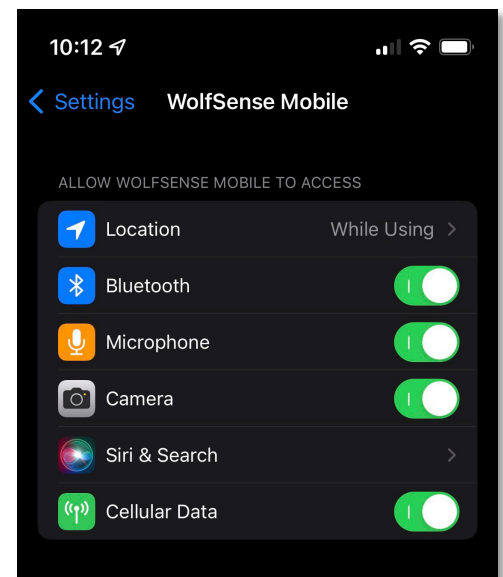 10:12
Settings WolfSense Mobile
ALLOW WOLFSENSE MOBILE TO ACCESS
Location While Using
Bluetooth
Microphone
Camera
Siri & Search
Cellular Data